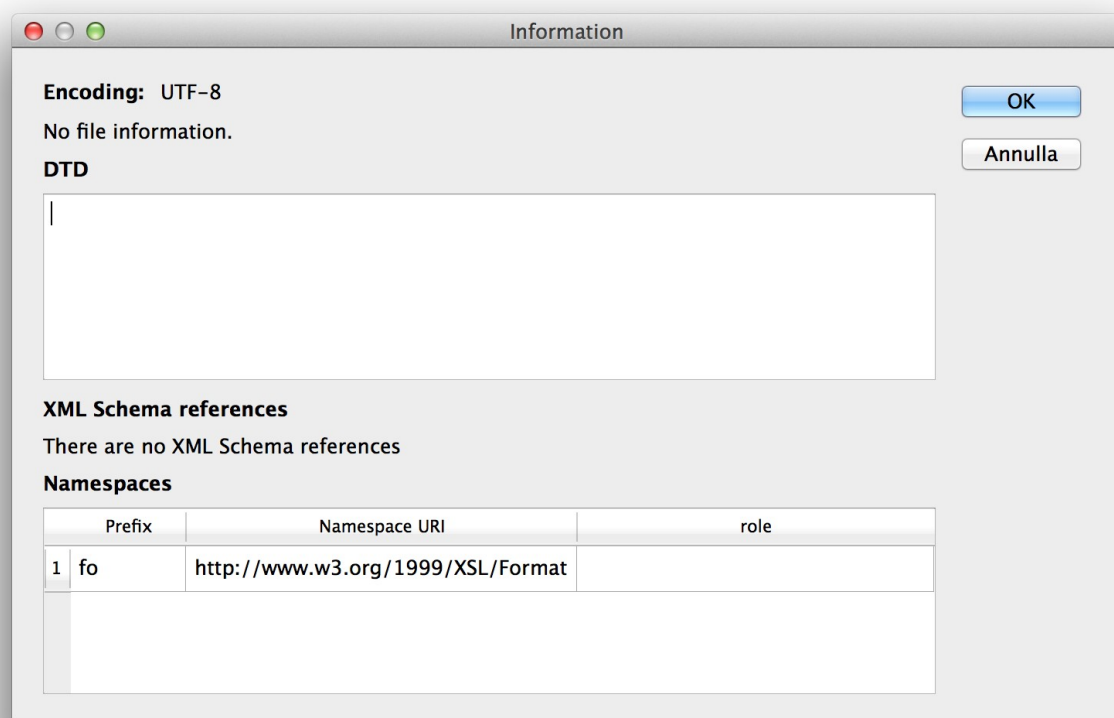 Information
Encoding: UTF-8
OK
No file information.
Annulla
DTD
XML Schema references
There are no XML Schema references
Namespaces
Prefix Namespace URI role
1 fo http://www.w3.org/1999/XSL/Format